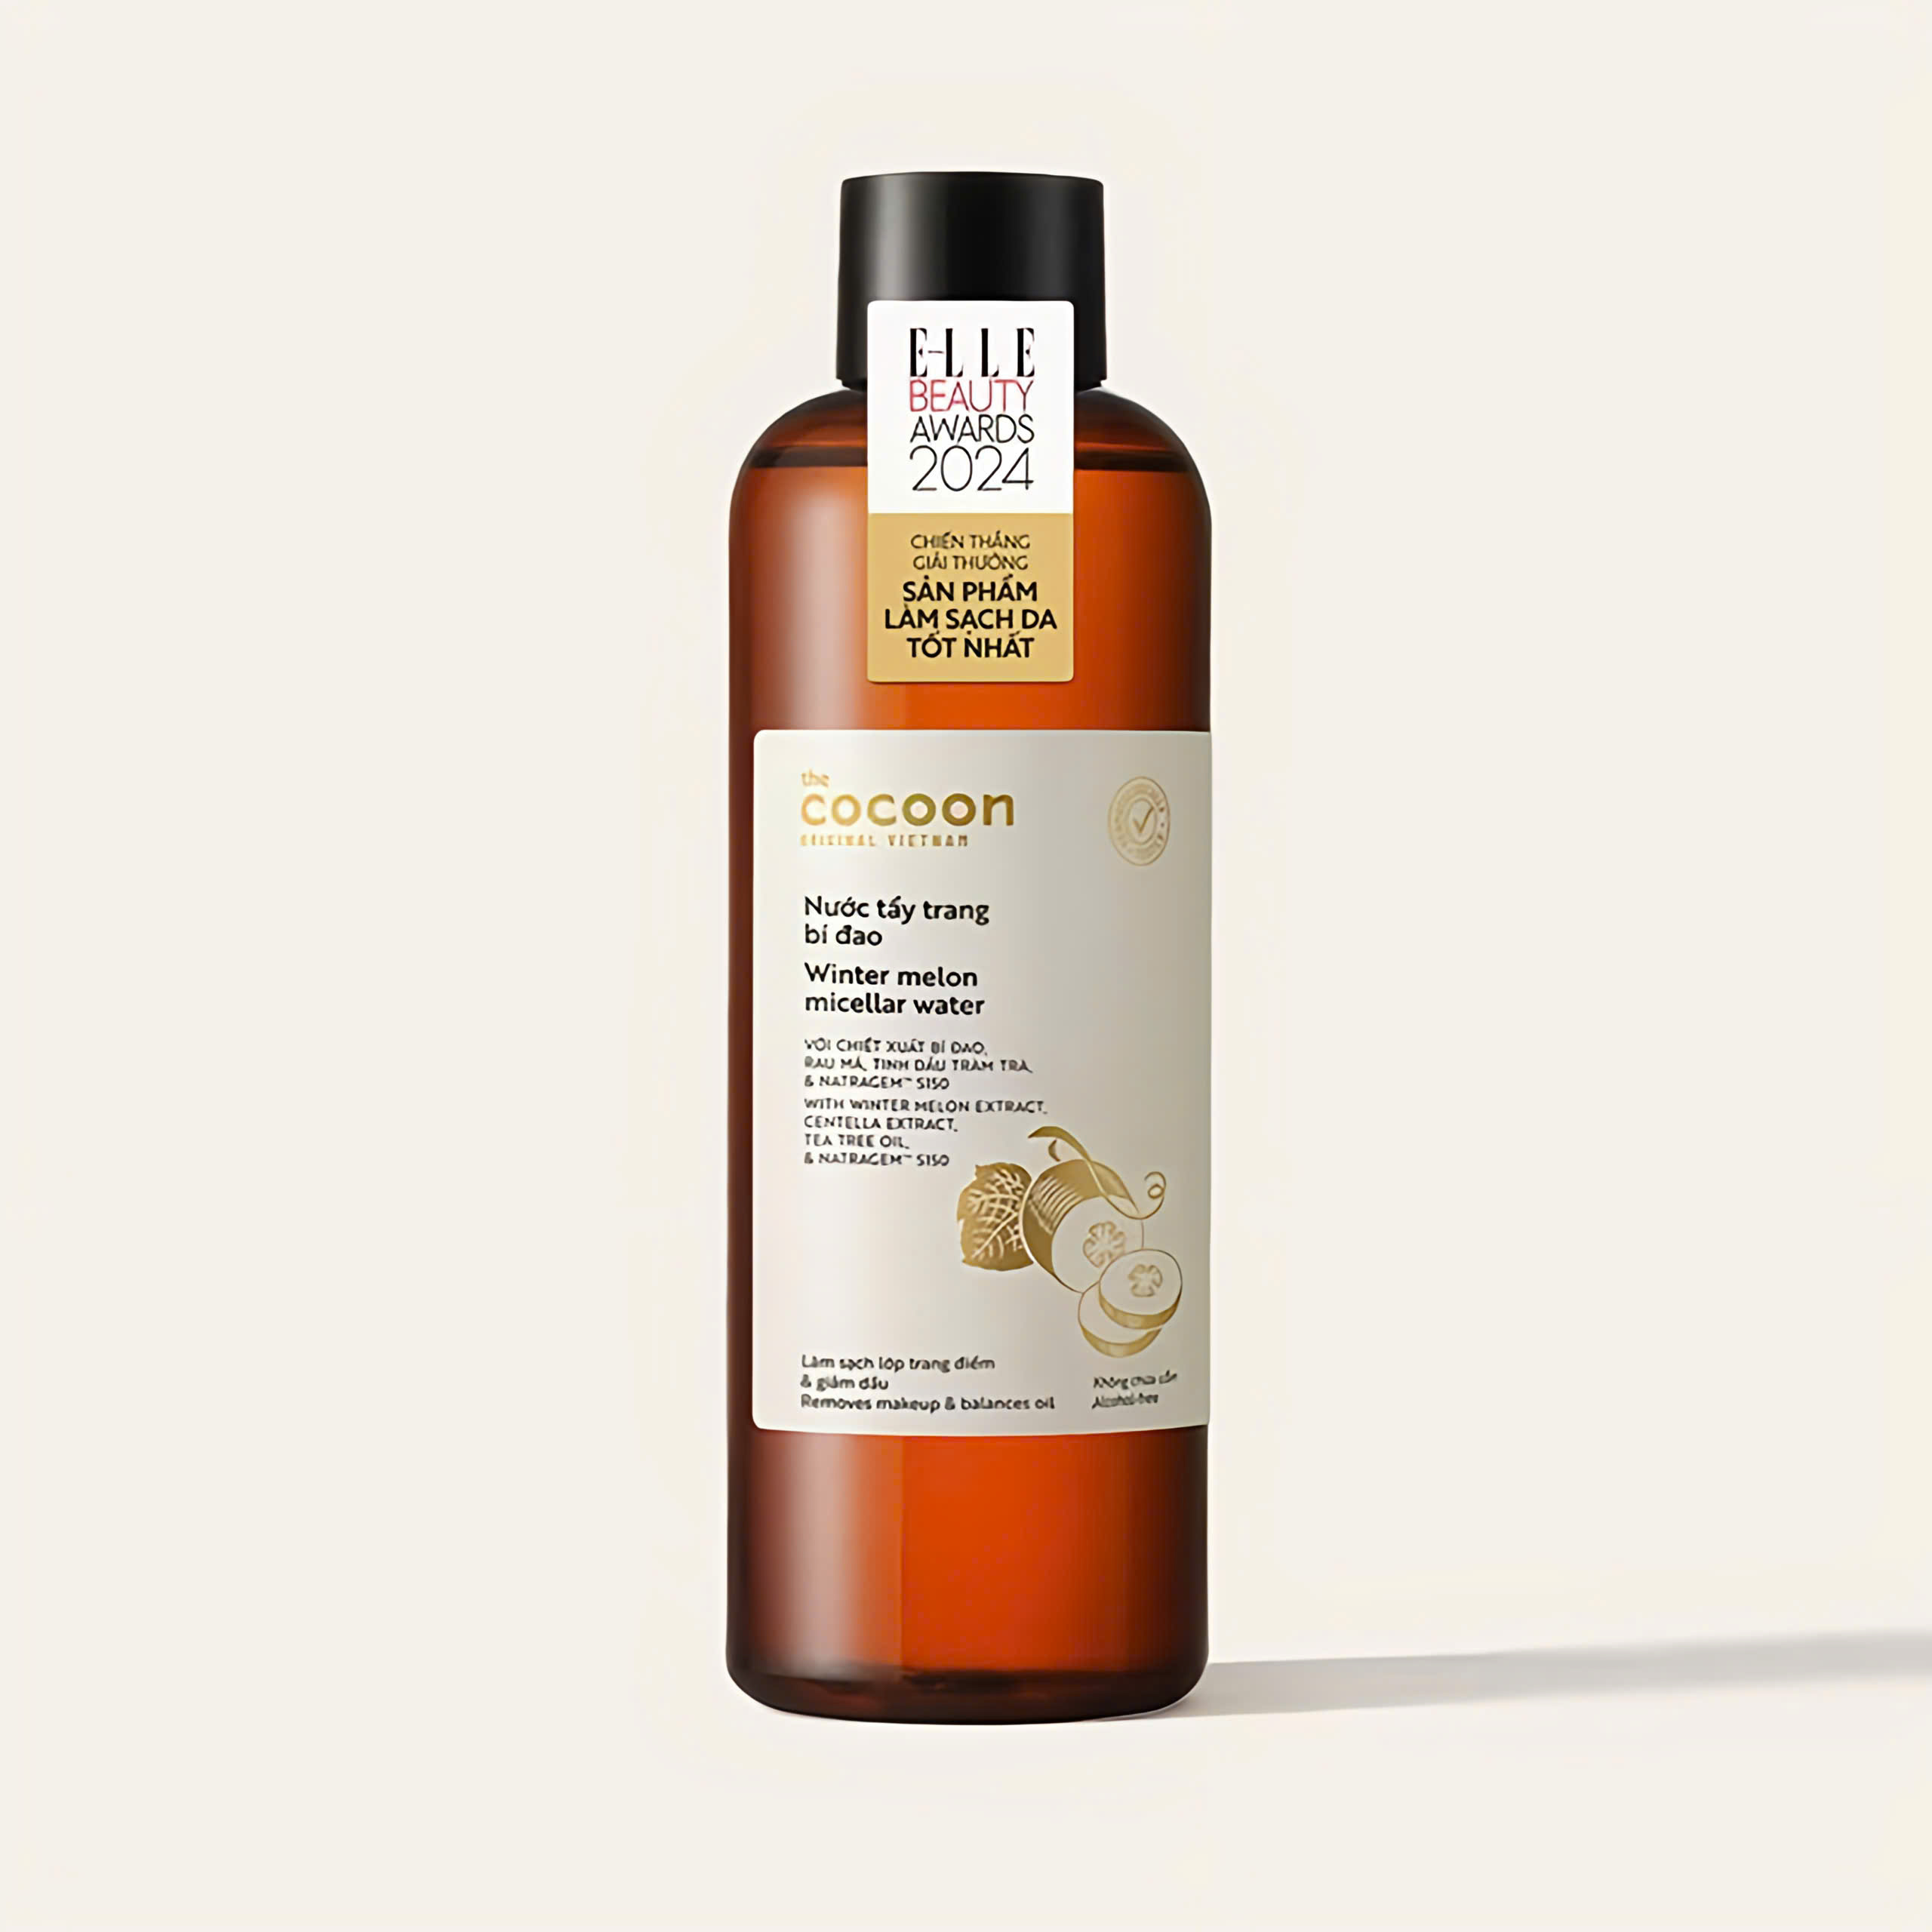 ELLE
BEAUTY
AWARDS
2024
CHIẾN THẮNG
GIẢI THƯỞNG
SẢN PHẨM
LÀM SẠCH DA
TỐT NHẤT
the
cocoon
ORIGINAL VIETNAM
Nước tẩy trang
bí đao
Winter melon
micellar water
VỚI CHIẾT XUẤT BÍ ĐAO,
RAU MÁ, TINH DẦU TRÀM TRÀ,
& NATRAGEM™ S150
WITH WINTER MELON EXTRACT,
CENTELLA EXTRACT,
TEA TREE OIL,
& NATRAGEM™ S150
Làm sạch lớp trang điểm
& giảm dầu
Removes makeup & balances oil
Không chứa cồn
Alcohol-free